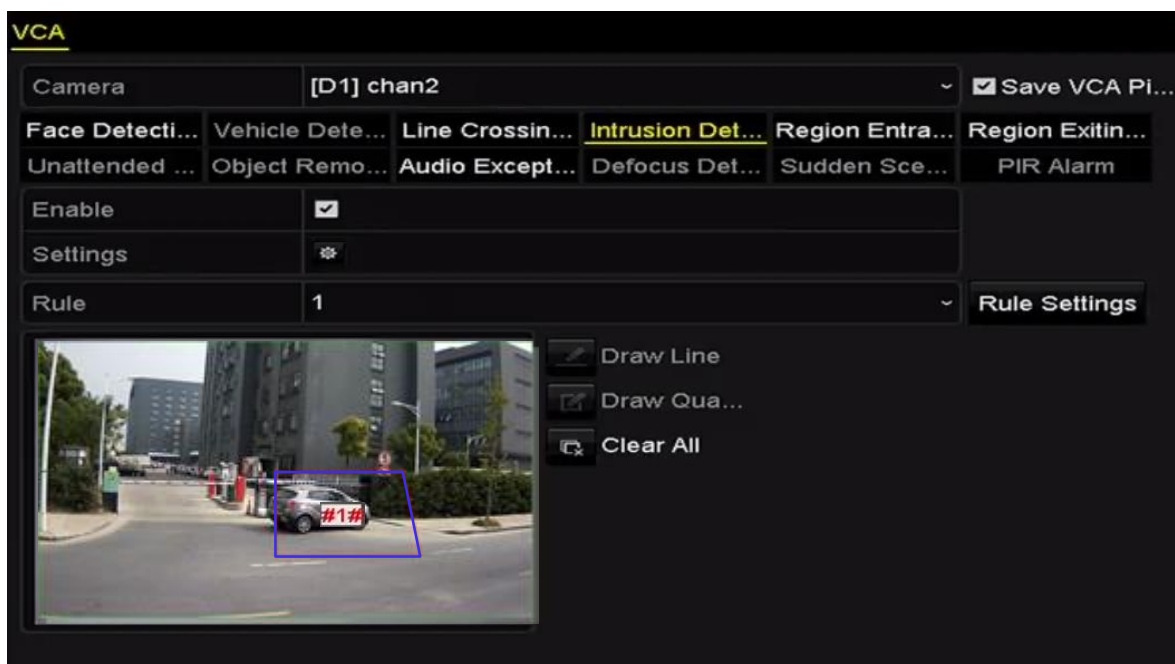 VCA
Camera [D1] chan2 Save VCA Pi...
Face Detecti... Vehicle Dete... Line Crossin... Intrusion Det... Region Entra... Region Exitin...
Unattended ... Object Remo... Audio Except... Defocus Det... Sudden Sce... PIR Alarm
Enable
Settings
Rule 1 Rule Settings
Draw Line
Draw Qua...
Clear All
#1#